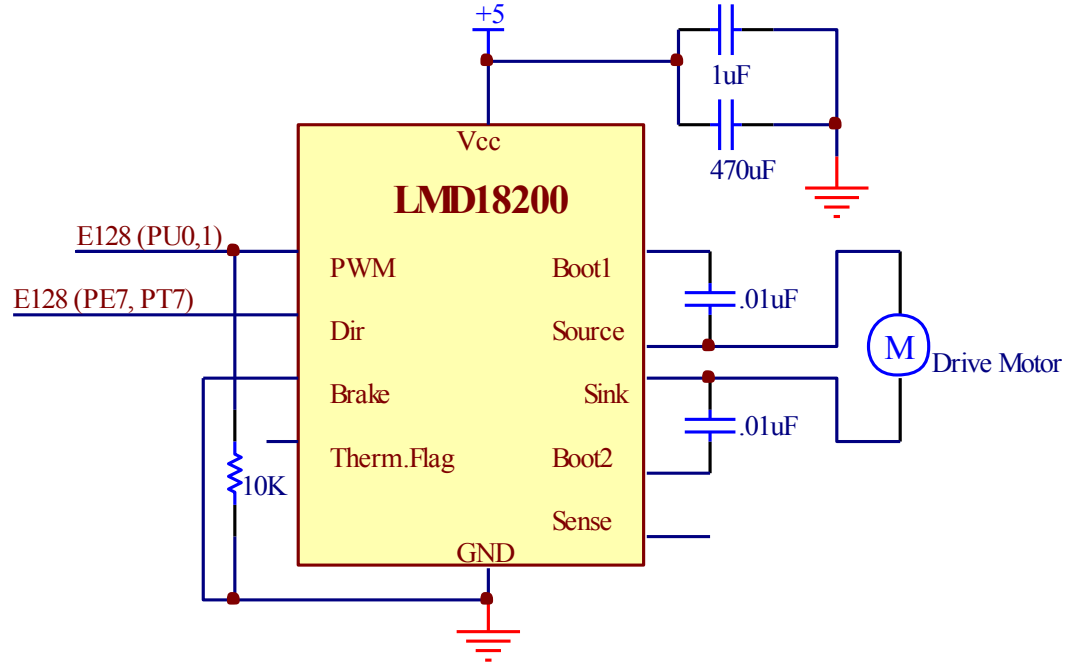 +5
1uF
470uF
Vcc
LMD18200
E128 (PU0,1)
PWM
Boot1
.01uF
E128 (PE7, PT7)
Dir
Source
M
Drive Motor
Brake
Sink
.01uF
Therm.Flag
Boot2
10K
Sense
GND